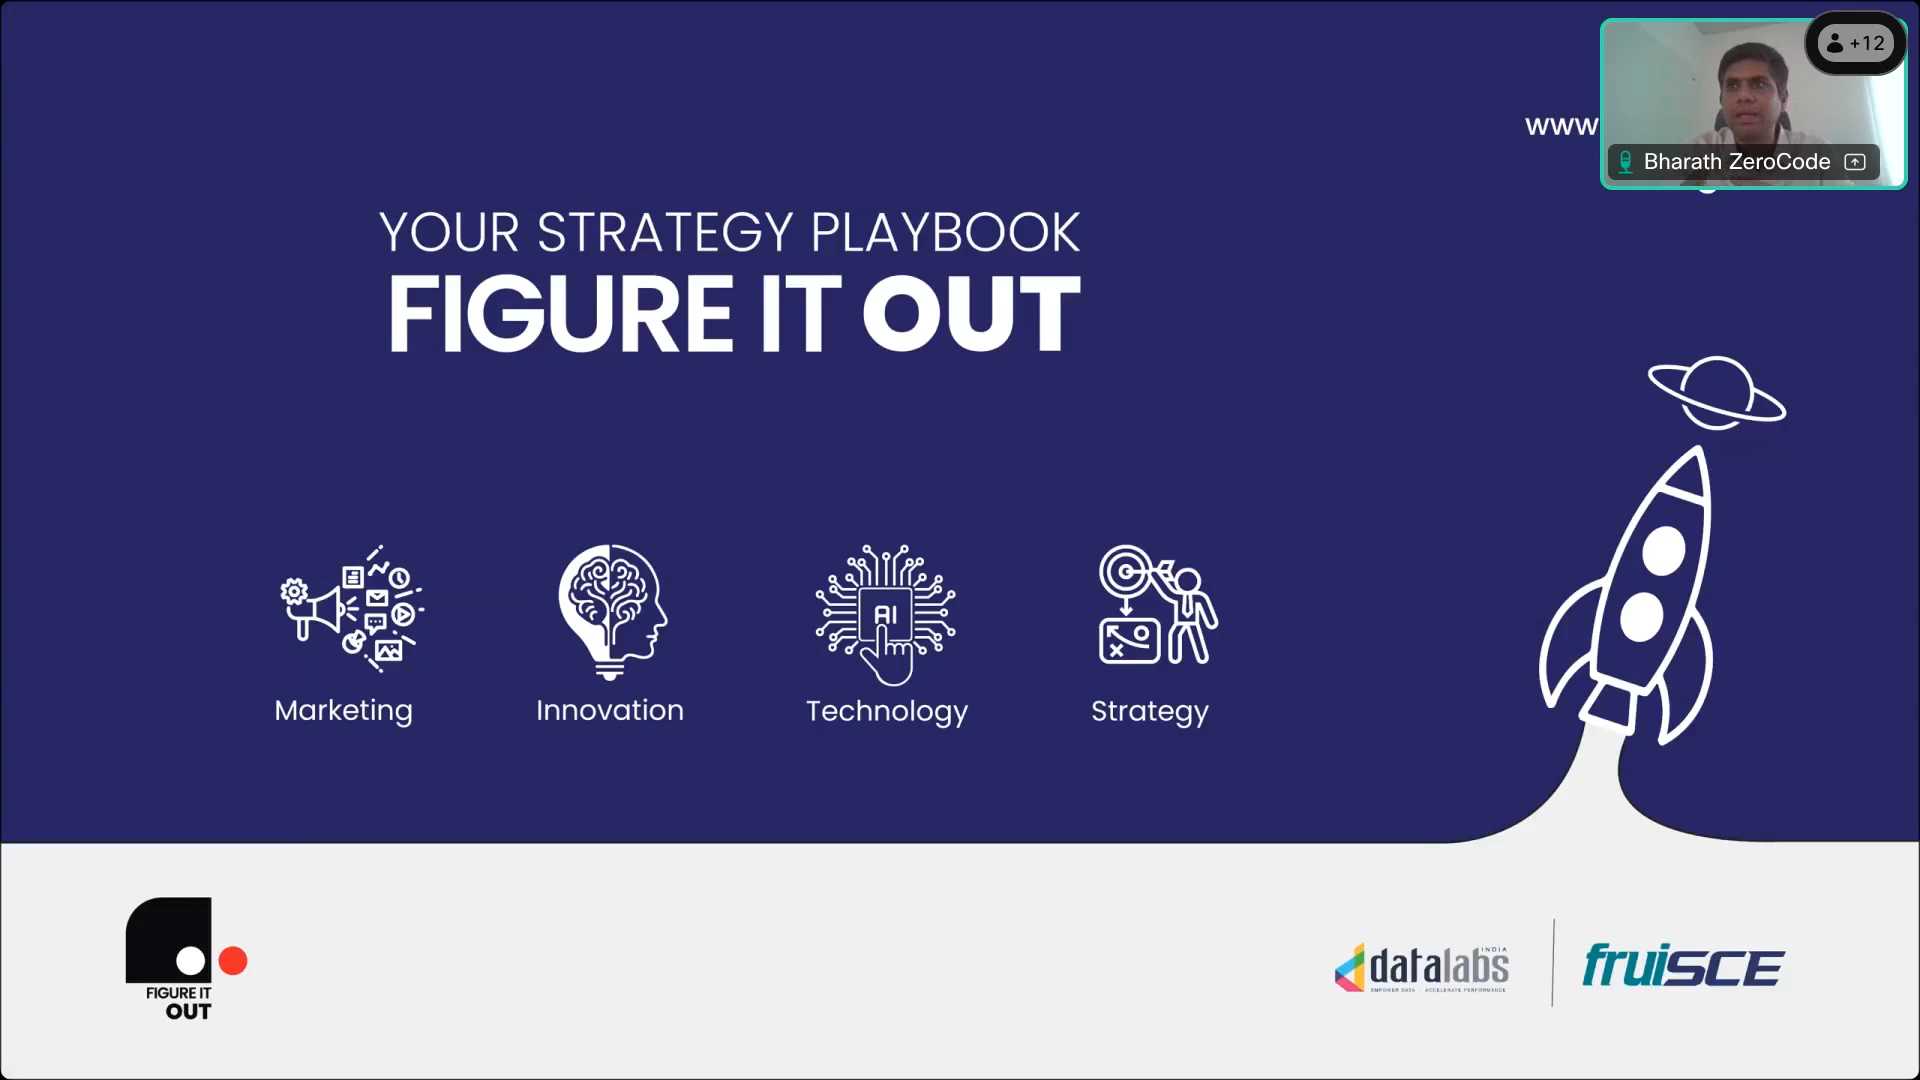 +12
www
Bharath ZeroCode
YOUR STRATEGY PLAYBOOK
FIGURE IT OUT
AI
Marketing
Innovation
Technology
Strategy
FIGURE IT
OUT
INDIA
datalabs
EMPOWER DATA | ACCELERATE PERFORMANCE
fruiSCE